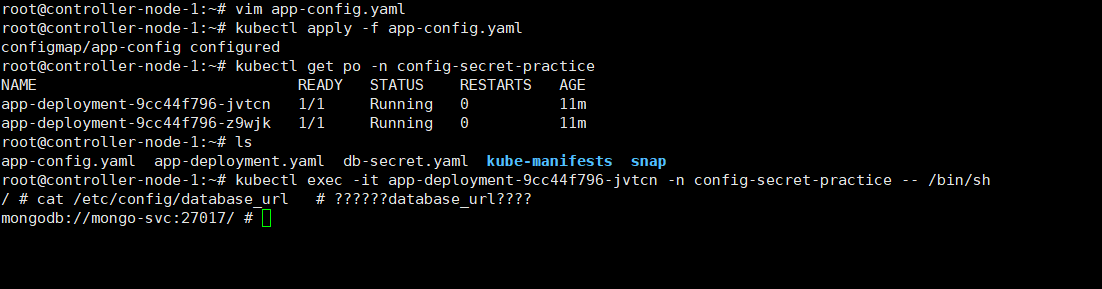 root@controller-node-1:~# vim app-config.yaml
root@controller-node-1:~# kubectl apply -f app-config.yaml
configmap/app-config configured
root@controller-node-1:~# kubectl get po -n config-secret-practice
NAME                             READY   STATUS    RESTARTS   AGE
app-deployment-9cc44f796-jvtcn   1/1     Running   0          11m
app-deployment-9cc44f796-z9wjk   1/1     Running   0          11m
root@controller-node-1:~# ls
app-config.yaml  app-deployment.yaml  db-secret.yaml  kube-manifests  snap
root@controller-node-1:~# kubectl exec -it app-deployment-9cc44f796-jvtcn -n config-secret-practice -- /bin/sh
/ # cat /etc/config/database_url   # ??????database_url????
mongodb://mongo-svc:27017/ #